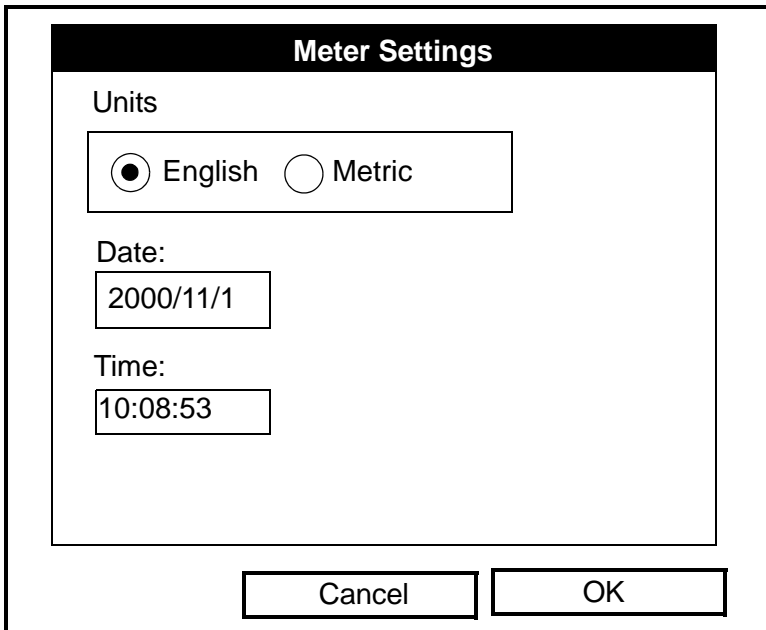 Meter Settings
Units
English Metric
Date:
2000/11/1
Time:
10:08:53
Cancel OK